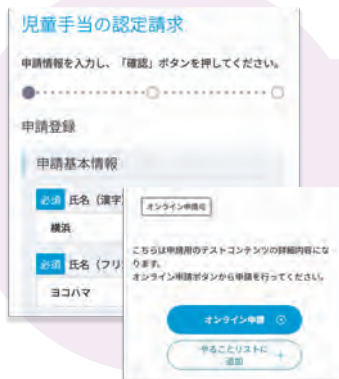 児童手当の認定請求
申請情報を入力し、「確認」ボタンを押してください。
申請登録
申請基本情報
必須 氏名（漢字
横浜
必須 氏名（フリ
ヨコハマ
オンライン申請可
こちらは申請用のテストコンテンツの詳細内容にな
ります。
オンライン申請ボタンから申請を行ってください。
オンライン申請
やることリストに
追加